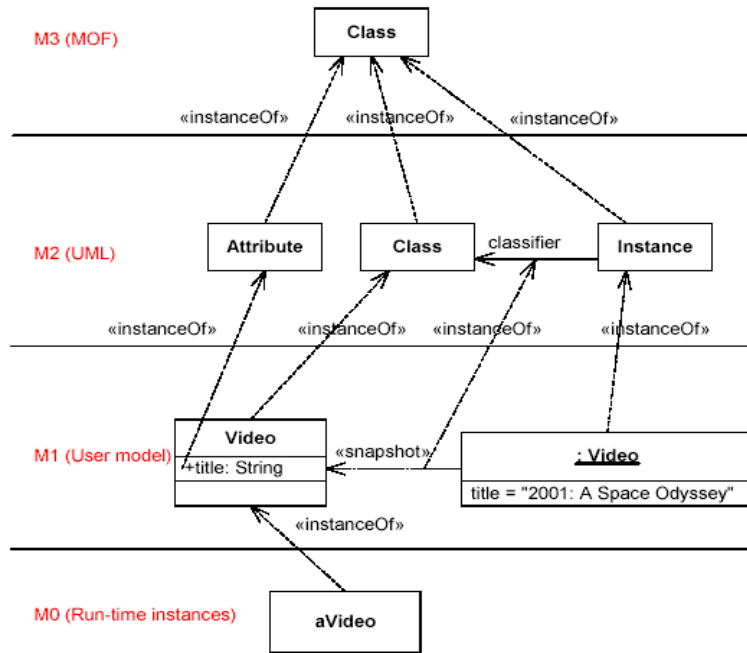 M3 (MOF)
Class
«instanceOf»
«instanceOf»
«instanceOf»
M2 (UML)
Attribute
Class
classifier
Instance
«instanceOf»
«instanceOf»
«instanceOf»
«instanceOf»
M1 (User model)
Video
+title: String
«snapshot»
: Video
title = "2001: A Space Odyssey"
«instanceOf»
M0 (Run-time instances)
aVideo